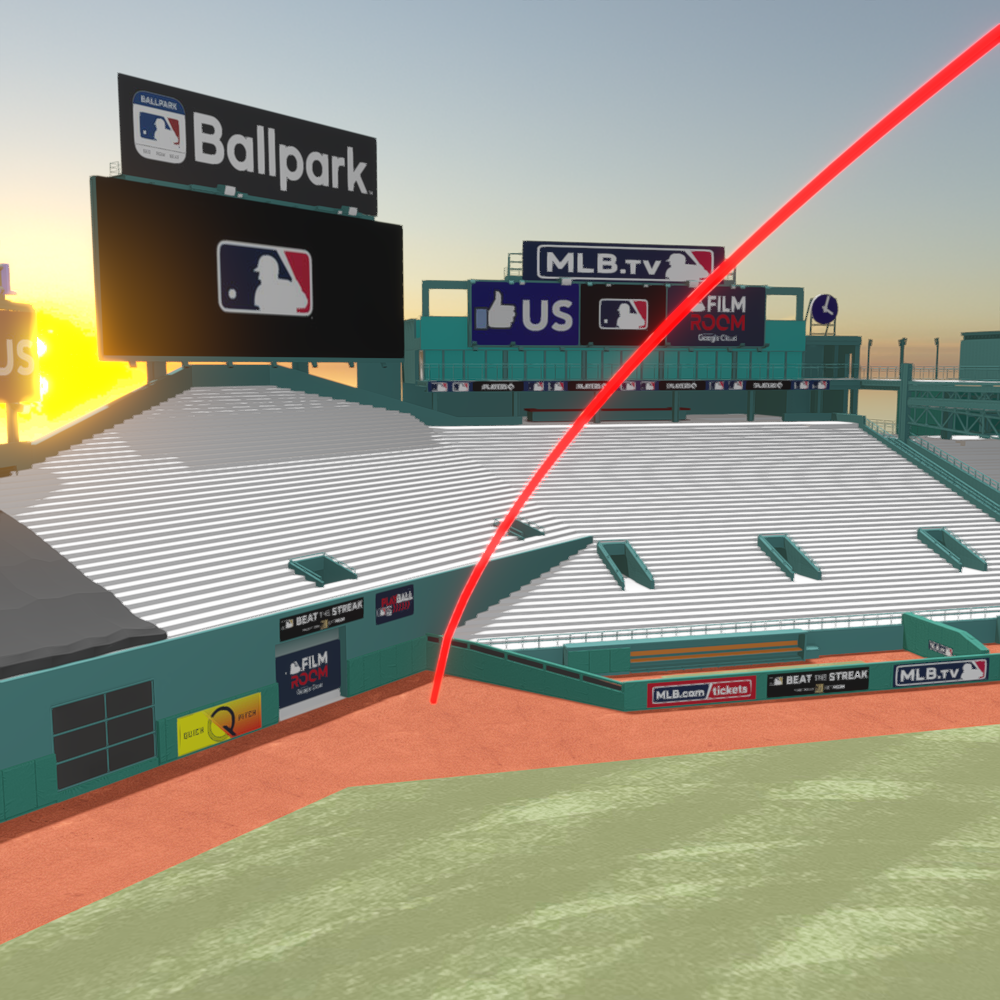 BALLPARK
Ballpark
MLB.TV
US
US
FILM
ROOM
Google Cloud
BEAT THE STREAK
FILM
ROOM
Google Cloud
QUICK
PITCH
MLB.com/tickets
BEAT THE STREAK
MLB.TV